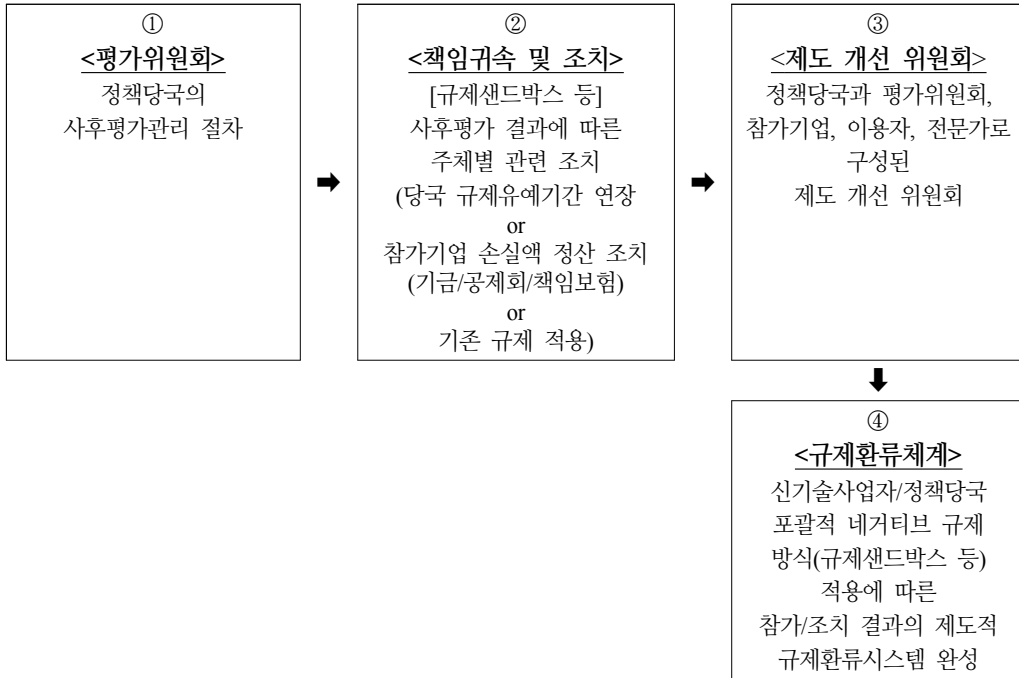 ①
<평가위원회>
정책당국의
사후평가관리 절차
②
<책임귀속 및 조치>
[규제샌드박스 등]
사후평가 결과에 따른
주체별 관련 조치
(당국 규제유예기간 연장
or
참가기업 손실액 정산 조치
(기금/공제회/책임보험)
or
기존 규제 적용)
③
<제도 개선 위원회>
정책당국과 평가위원회,
참가기업, 이용자, 전문가로
구성된
제도 개선 위원회
④
<규제환류체계>
신기술사업자/정책당국
포괄적 네거티브 규제
방식(규제샌드박스 등)
적용에 따른
참가/조치 결과의 제도적
규제환류시스템 완성